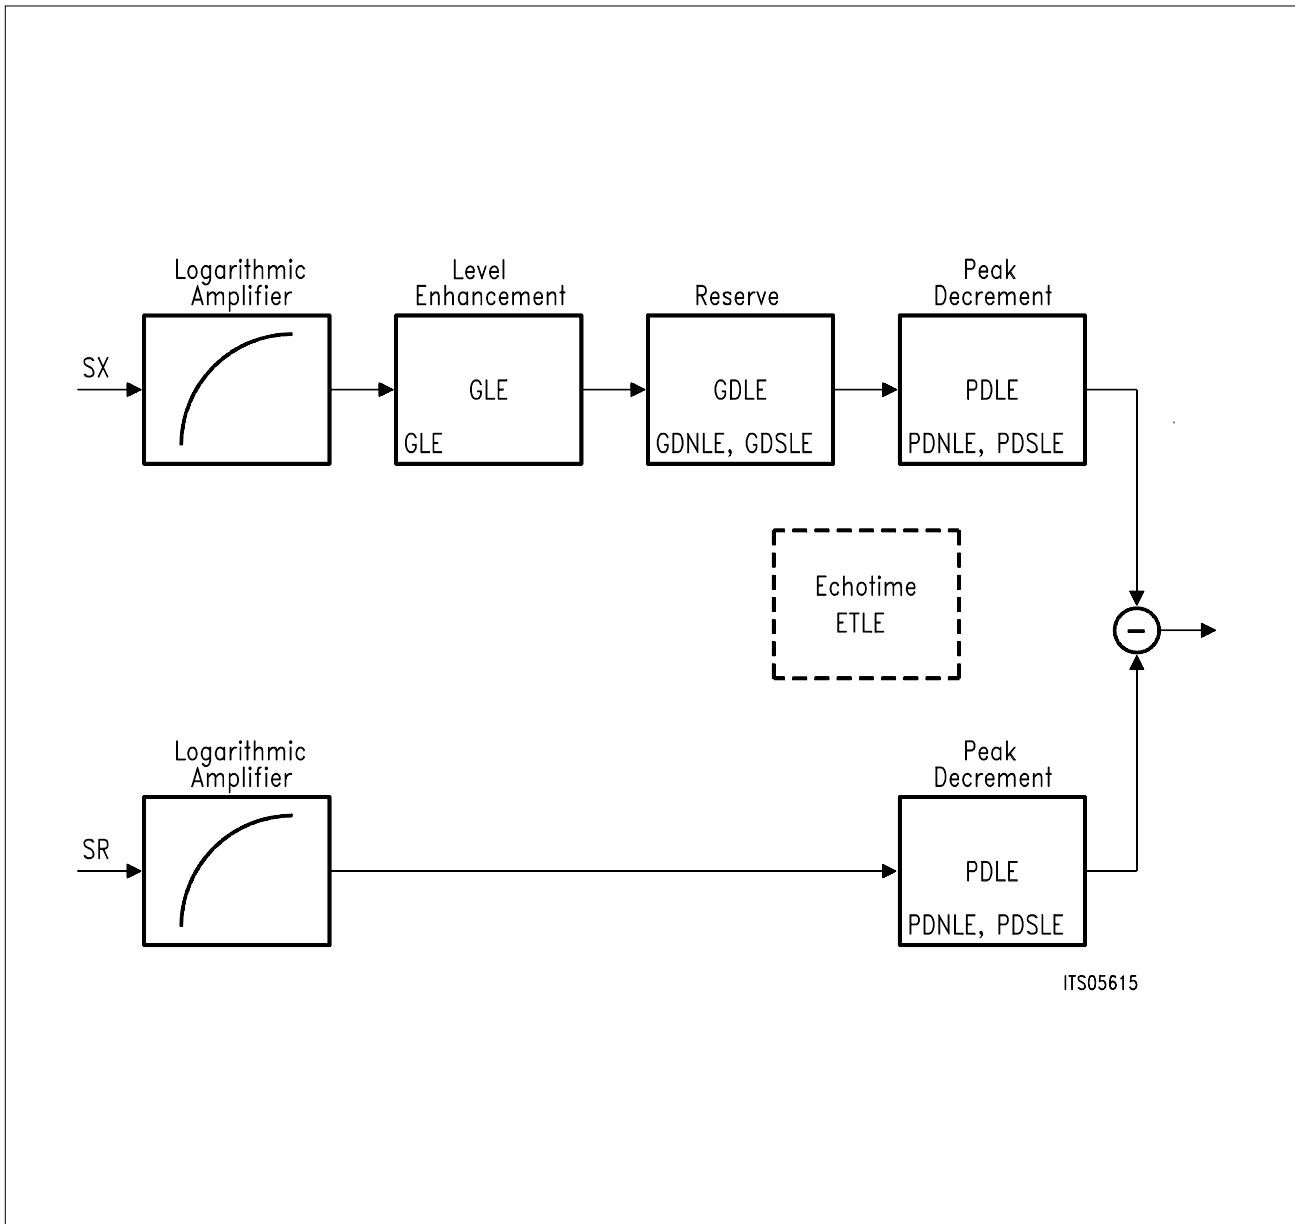 Logarithmic
Amplifier
Level
Enhancement
Reserve
Peak
Decrement
SX
GLE
GLE
GDLE
GDNLE, GDSLE
PDLE
PDNLE, PDSLE
Echotime
ETLE
–
Logarithmic
Amplifier
Peak
Decrement
SR
PDLE
PDNLE, PDSLE
ITS05615